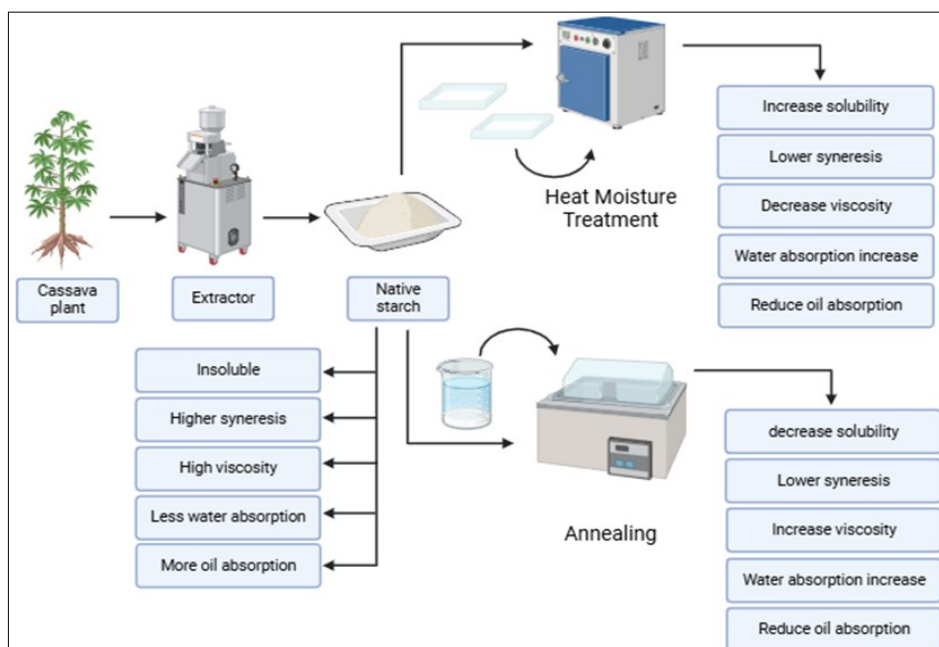 Cassava
plant
Extractor
Native
starch
Heat Moisture
Treatment
Increase solubility
Lower syneresis
Decrease viscosity
Water absorption increase
Reduce oil absorption
Insoluble
Higher syneresis
High viscosity
Less water absorption
More oil absorption
Annealing
decrease solubility
Lower syneresis
Increase viscosity
Water absorption increase
Reduce oil absorption